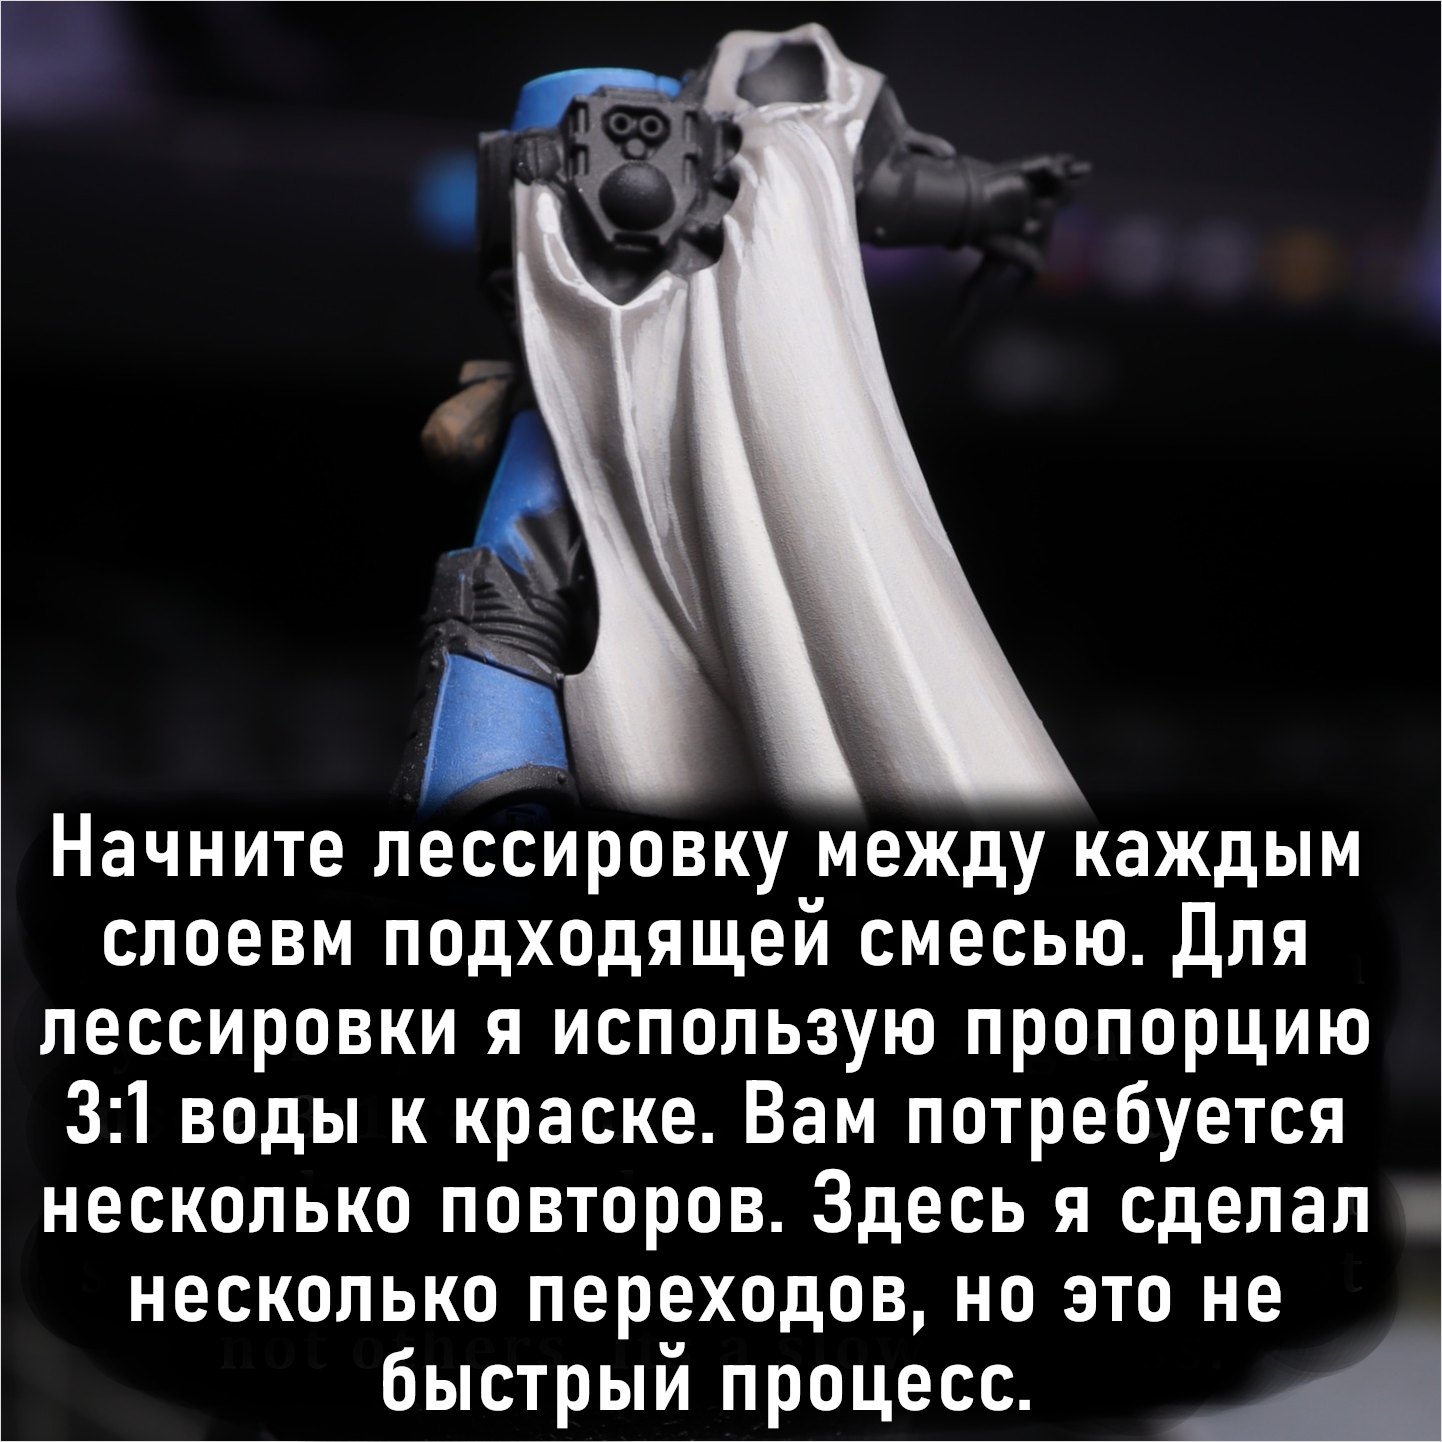 Начните лессировку между каждым
слоевм подходящей смесью. Для
лессировки я использую пропорцию
3:1 воды к краске. Вам потребуется
несколько повторов. Здесь я сделал
несколько переходов, но это не
быстрый процесс.